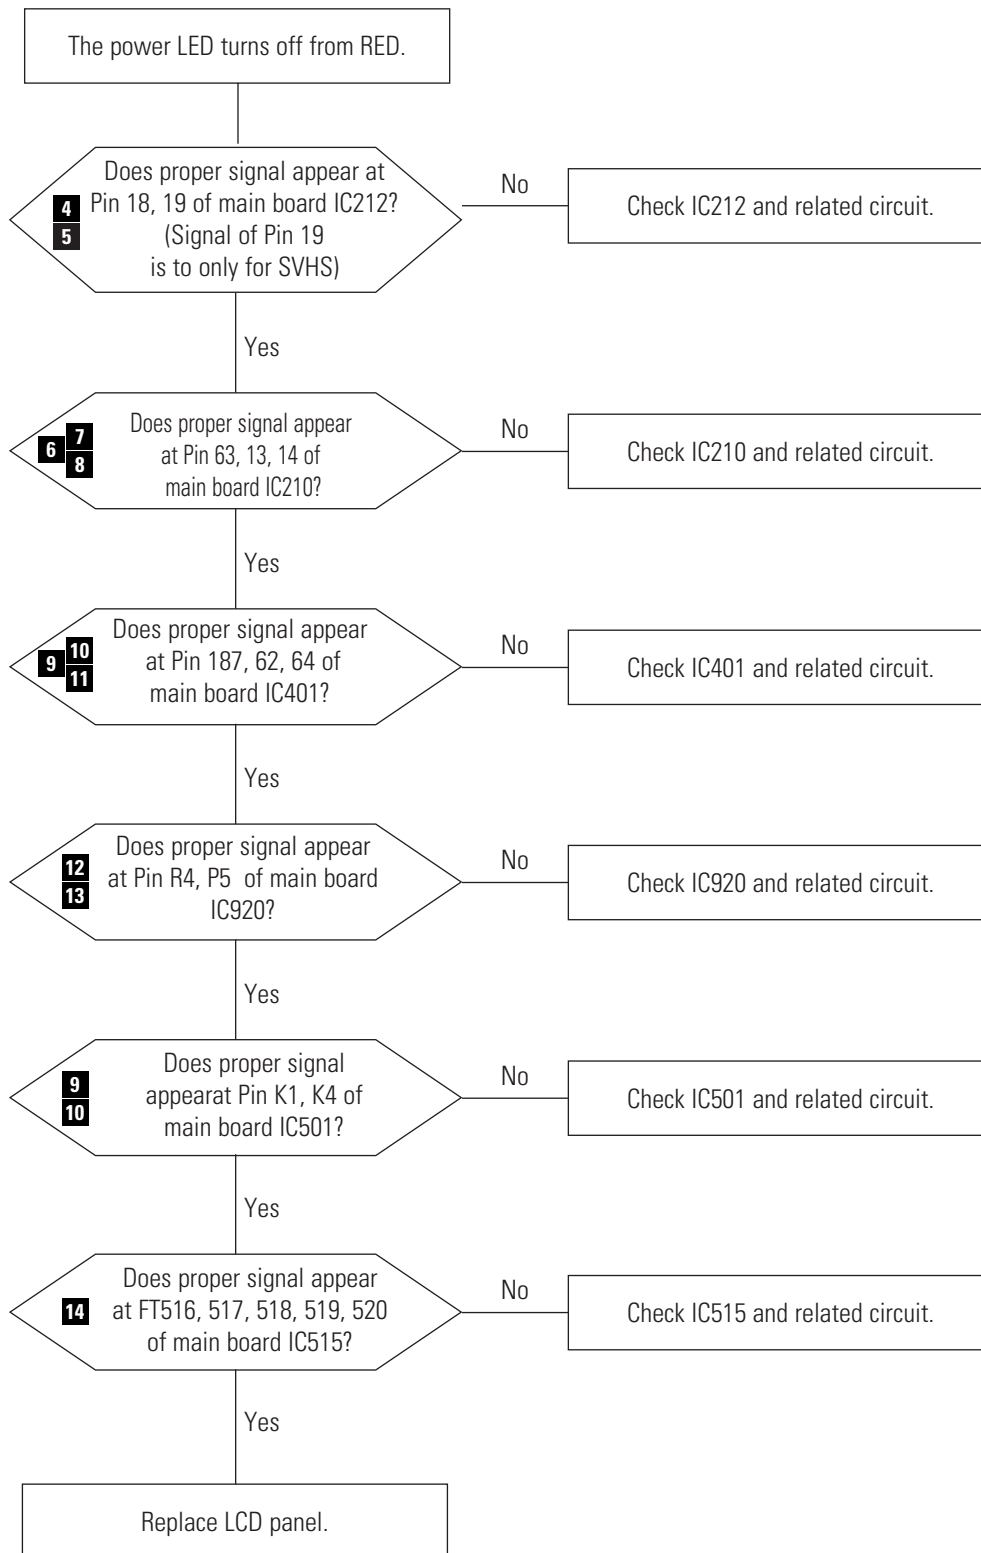 The power LED turns off from RED.
Does proper signal appear at
4 Pin 18, 19 of main board IC212?
5 (Signal of Pin 19
is to only for SVHS)
No
Check IC212 and related circuit.
Yes
Does proper signal appear
6 7 at Pin 63, 13, 14 of
8 main board IC210?
No
Check IC210 and related circuit.
Yes
Does proper signal appear
9 10 at Pin 187, 62, 64 of
11 main board IC401?
No
Check IC401 and related circuit.
Yes
Does proper signal appear
12 at Pin R4, P5 of main board
13 IC920?
No
Check IC920 and related circuit.
Yes
Does proper signal
9 appearat Pin K1, K4 of
10 main board IC501?
No
Check IC501 and related circuit.
Yes
Does proper signal appear
14 at FT516, 517, 518, 519, 520
of main board IC515?
No
Check IC515 and related circuit.
Yes
Replace LCD panel.